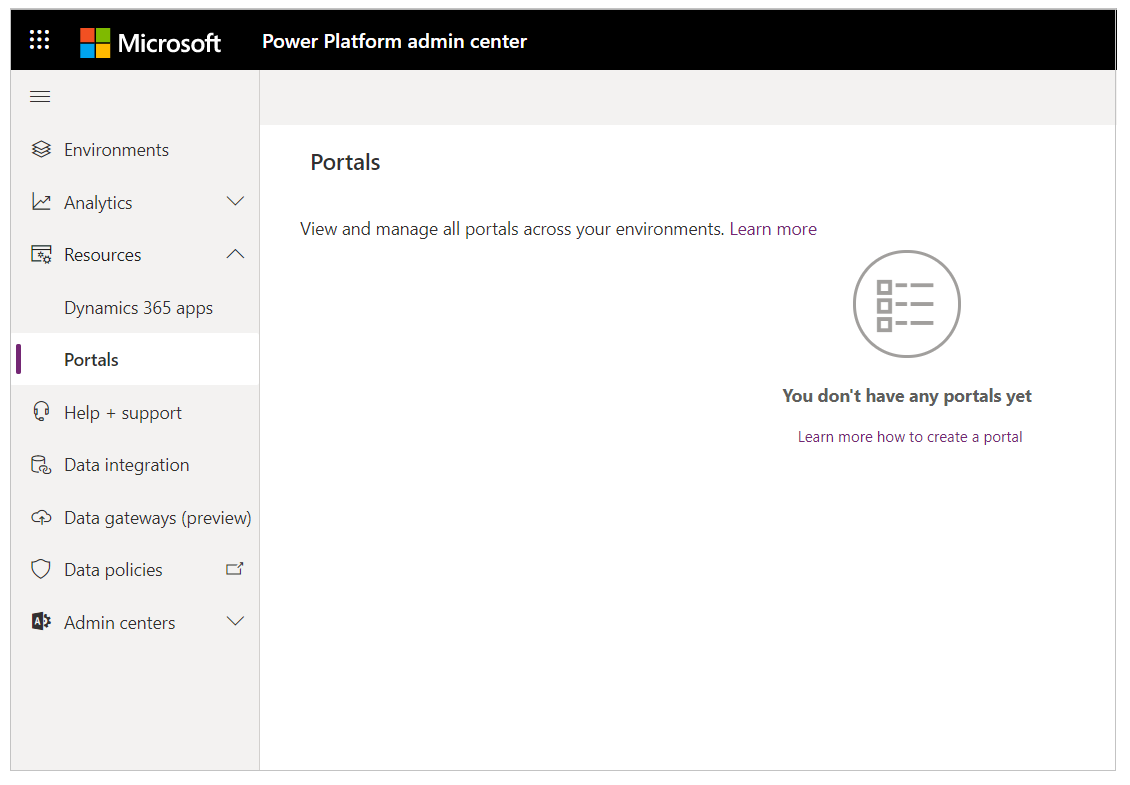 Microsoft Power Platform admin center
Environments
Analytics
Resources
Dynamics 365 apps
Portals
Help + support
Data integration
Data gateways (preview)
Data policies
Admin centers
Portals
View and manage all portals across your environments. Learn more
You don't have any portals yet
Learn more how to create a portal